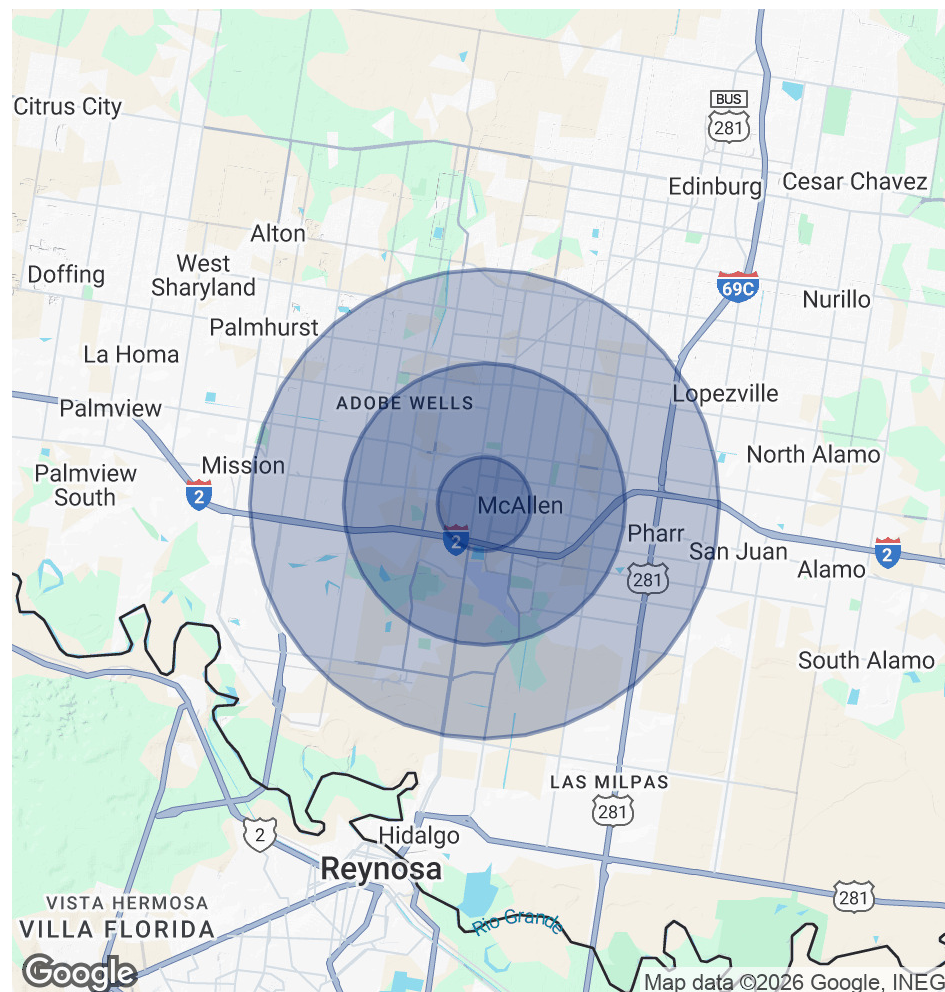 Citrus City
BUS
281
Edinburg
Cesar Chavez
Alton
West
Sharyland
Doffing
69C
Nurillo
Palmhurst
La Homa
Lopezville
ADOBE WELLS
Palmview
North Alamo
Mission
Palmview
South
2
McAllen
Pharr
2
San Juan
2
Alamo
281
South Alamo
LAS MILPAS
281
2
Hidalgo
Reynosa
281
VISTA HERMOSA
VILLA FLORIDA
Rio Grande
Google
Map data ©2026 Google, INEG